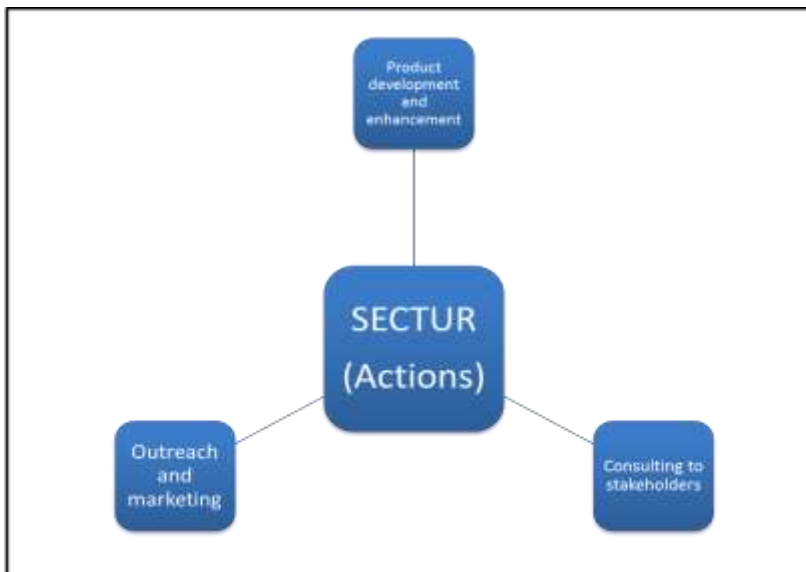 Product
development
and
enhancement
SECTUR
(Actions)
Outreach
and
marketing
Consulting to
stakeholders